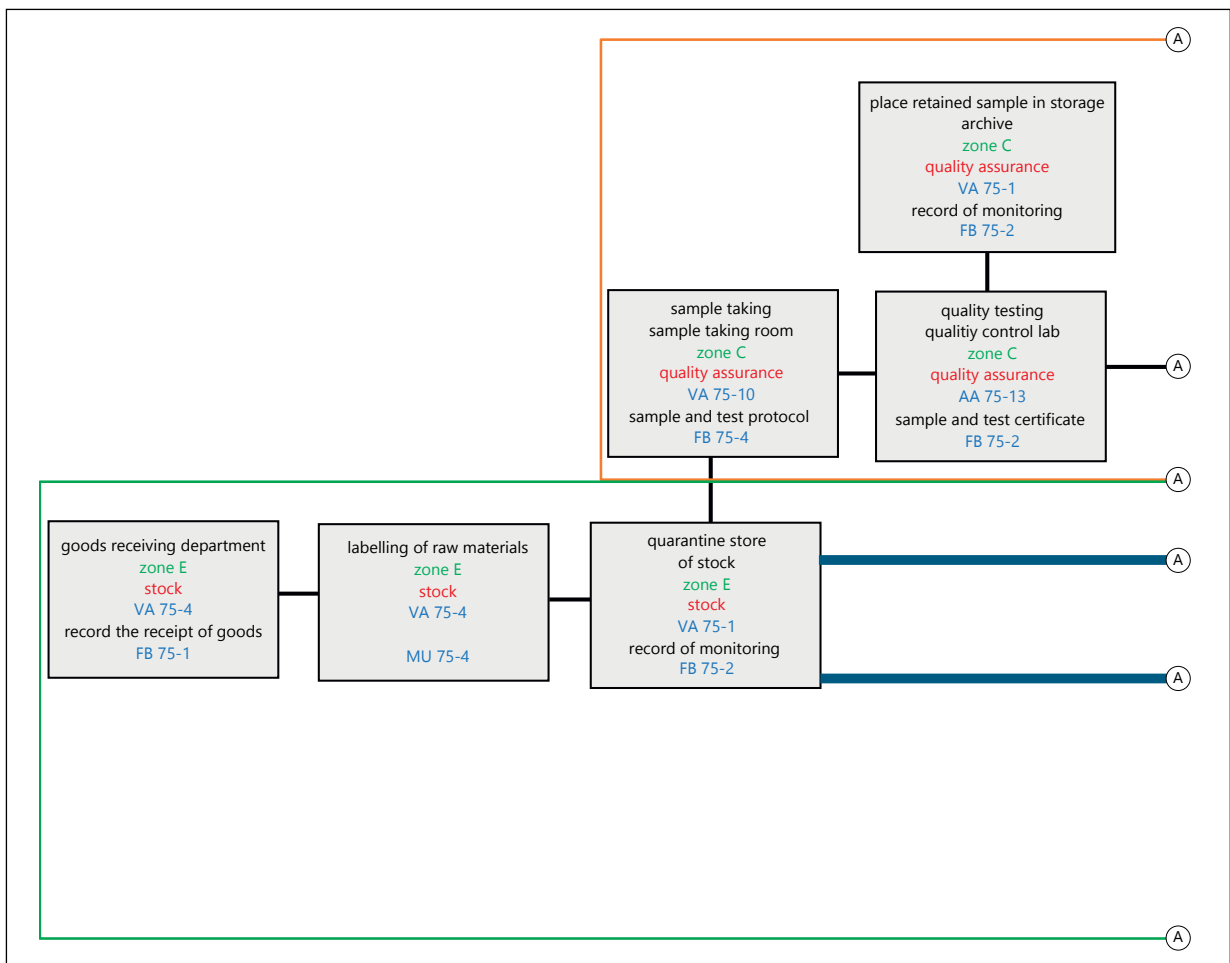 A
place retained sample in storage
archive
zone C
quality assurance
VA 75-1
record of monitoring
FB 75-2
sample taking
sample taking room
zone C
quality assurance
VA 75-10
sample and test protocol
FB 75-4
quality testing
qualitiy control lab
zone C
quality assurance
AA 75-13
sample and test certificate
FB 75-2
A
A
goods receiving department
zone E
stock
VA 75-4
record the receipt of goods
FB 75-1
labelling of raw materials
zone E
stock
VA 75-4
MU 75-4
quarantine store
of stock
zone E
stock
VA 75-1
record of monitoring
FB 75-2
A
A
A